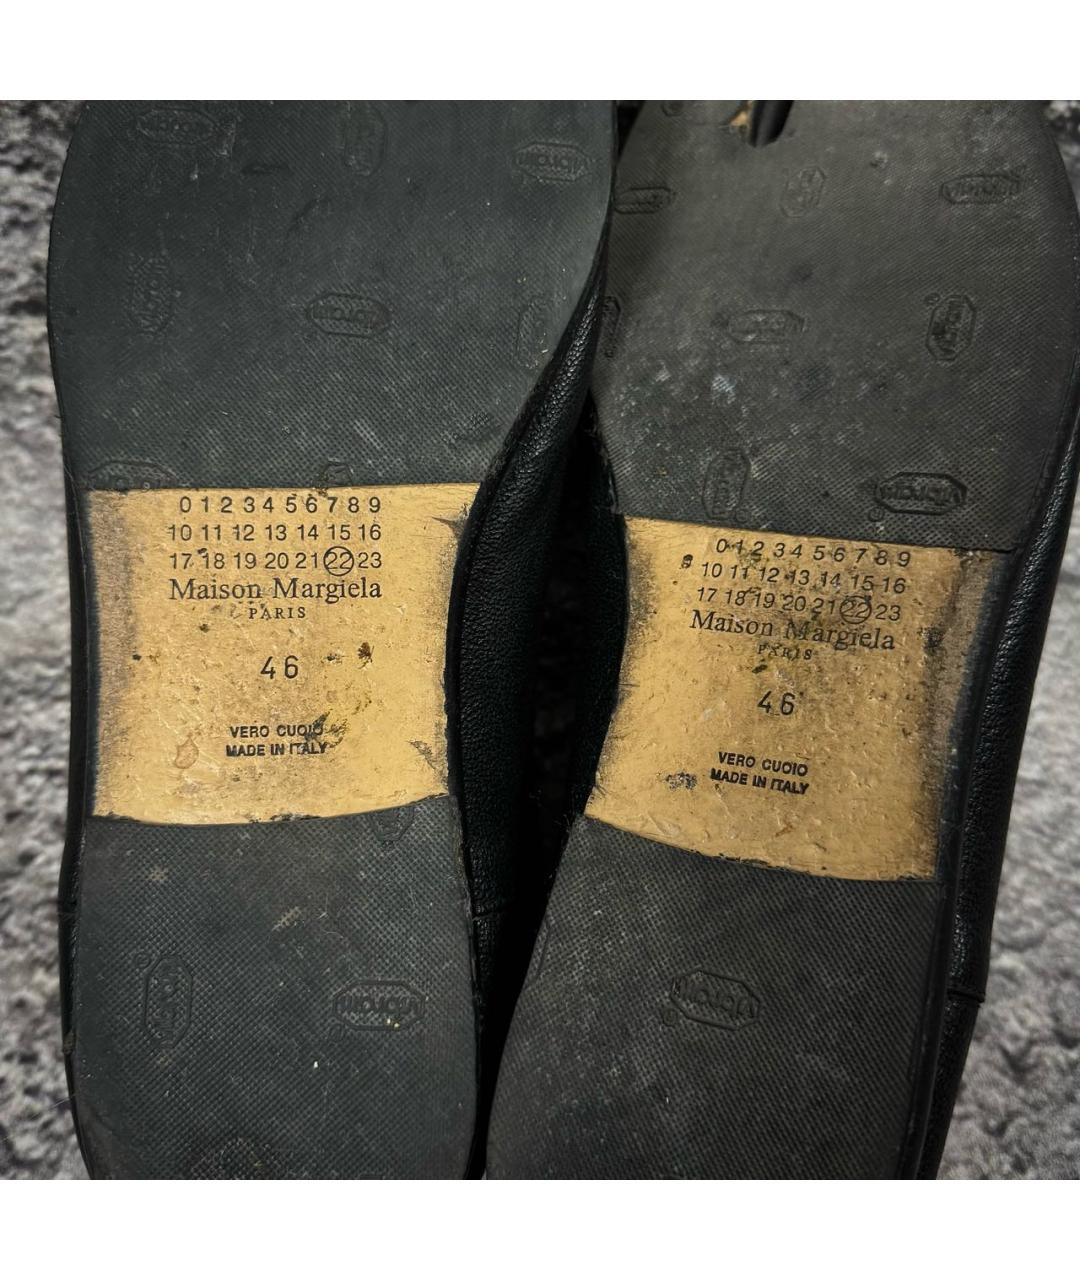 0 1 2 3 4 5 6 7 8 9
10 11 12 13 14 15 16
17 18 19 20 21 22 23
Maison Margiela
PARIS
46
VERO CUOIO
MADE IN ITALY
0 1 2 3 4 5 6 7 8 9
10 11 12 13 14 15 16
17 18 19 20 21 22 23
Maison Margiela
PARIS
46
VERO CUOIO
MADE IN ITALY